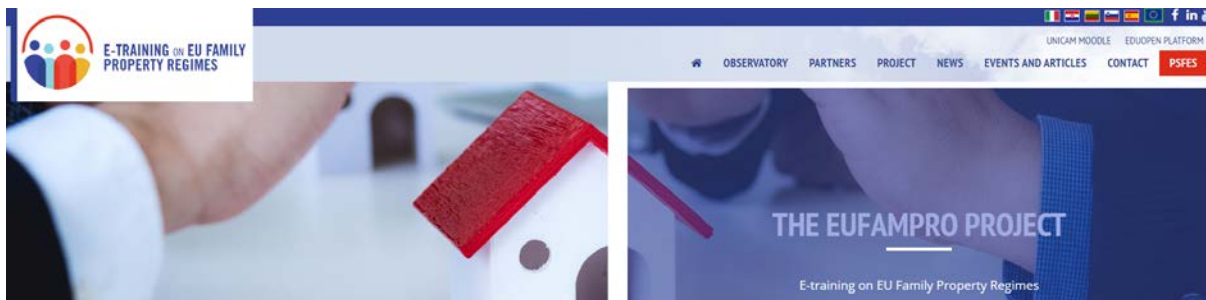 E-TRAINING ON EU FAMILY
PROPERTY REGIMES
f in
UNICAM MOODLE EDUOPEN PLATFORM
OBSERVATORY PARTNERS PROJECT NEWS EVENTS AND ARTICLES CONTACT PSFES
THE EUFAMPRO PROJECT
E-training on EU Family Property Regimes